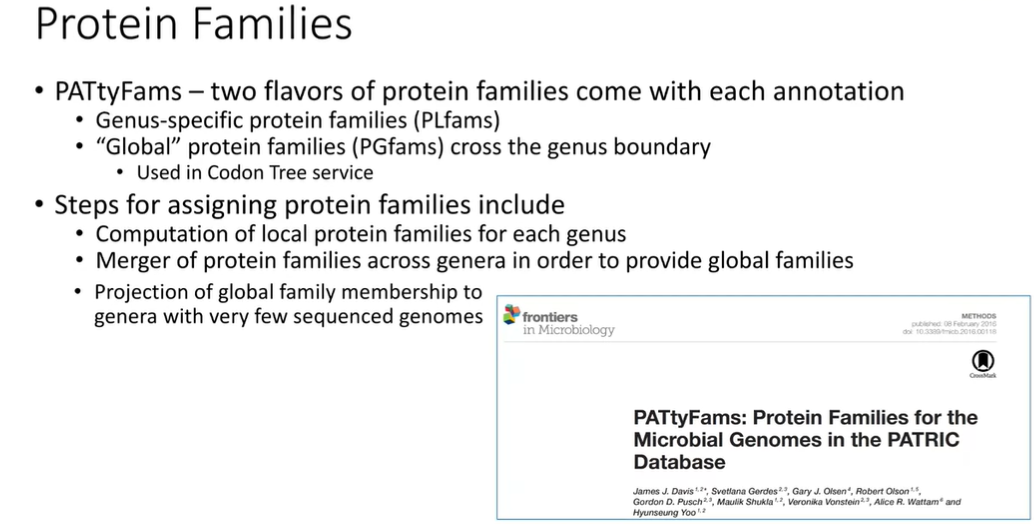 Protein Families
• PATtyFams – two flavors of protein families come with each annotation
• Genus-specific protein families (PLfams)
• “Global” protein families (PGfams) cross the genus boundary
• Used in Codon Tree service
• Steps for assigning protein families include
• Computation of local protein families for each genus
• Merger of protein families across genera in order to provide global families
• Projection of global family membership to
genera with very few sequenced genomes
frontiers
in Microbiology
METHODS
published: 08 February 2016
doi: 10.3389/fmicb.2016.00118
CrossMark
PATtyFams: Protein Families for the
Microbial Genomes in the PATRIC
Database
James J. Davis 1,2*, Svetlana Gerdes 2,3, Gary J. Olsen 4, Robert Olson 1,5,
Gordon D. Pusch 2,3, Maulik Shukla 1,2, Veronika Vonstein 2,3, Alice R. Wattam 6 and
Hyunseung Yoo 1,2